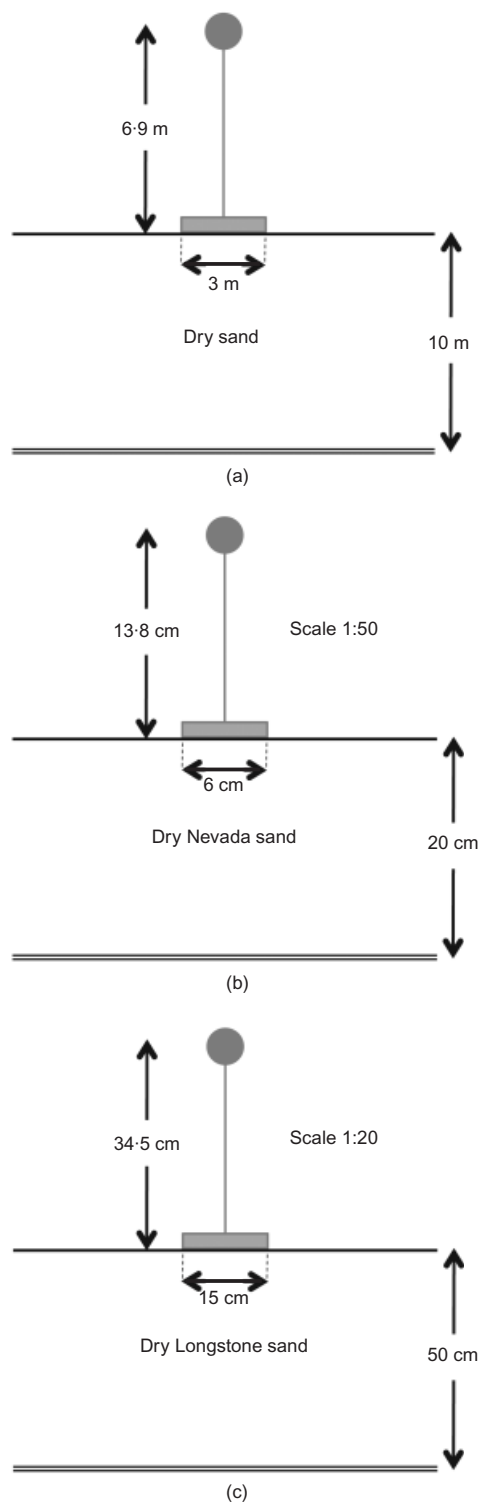 6·9 m
3 m
Dry sand
10 m
(a)
13·8 cm
Scale 1:50
6 cm
Dry Nevada sand
20 cm
(b)
34·5 cm
Scale 1:20
15 cm
Dry Longstone sand
50 cm
(c)